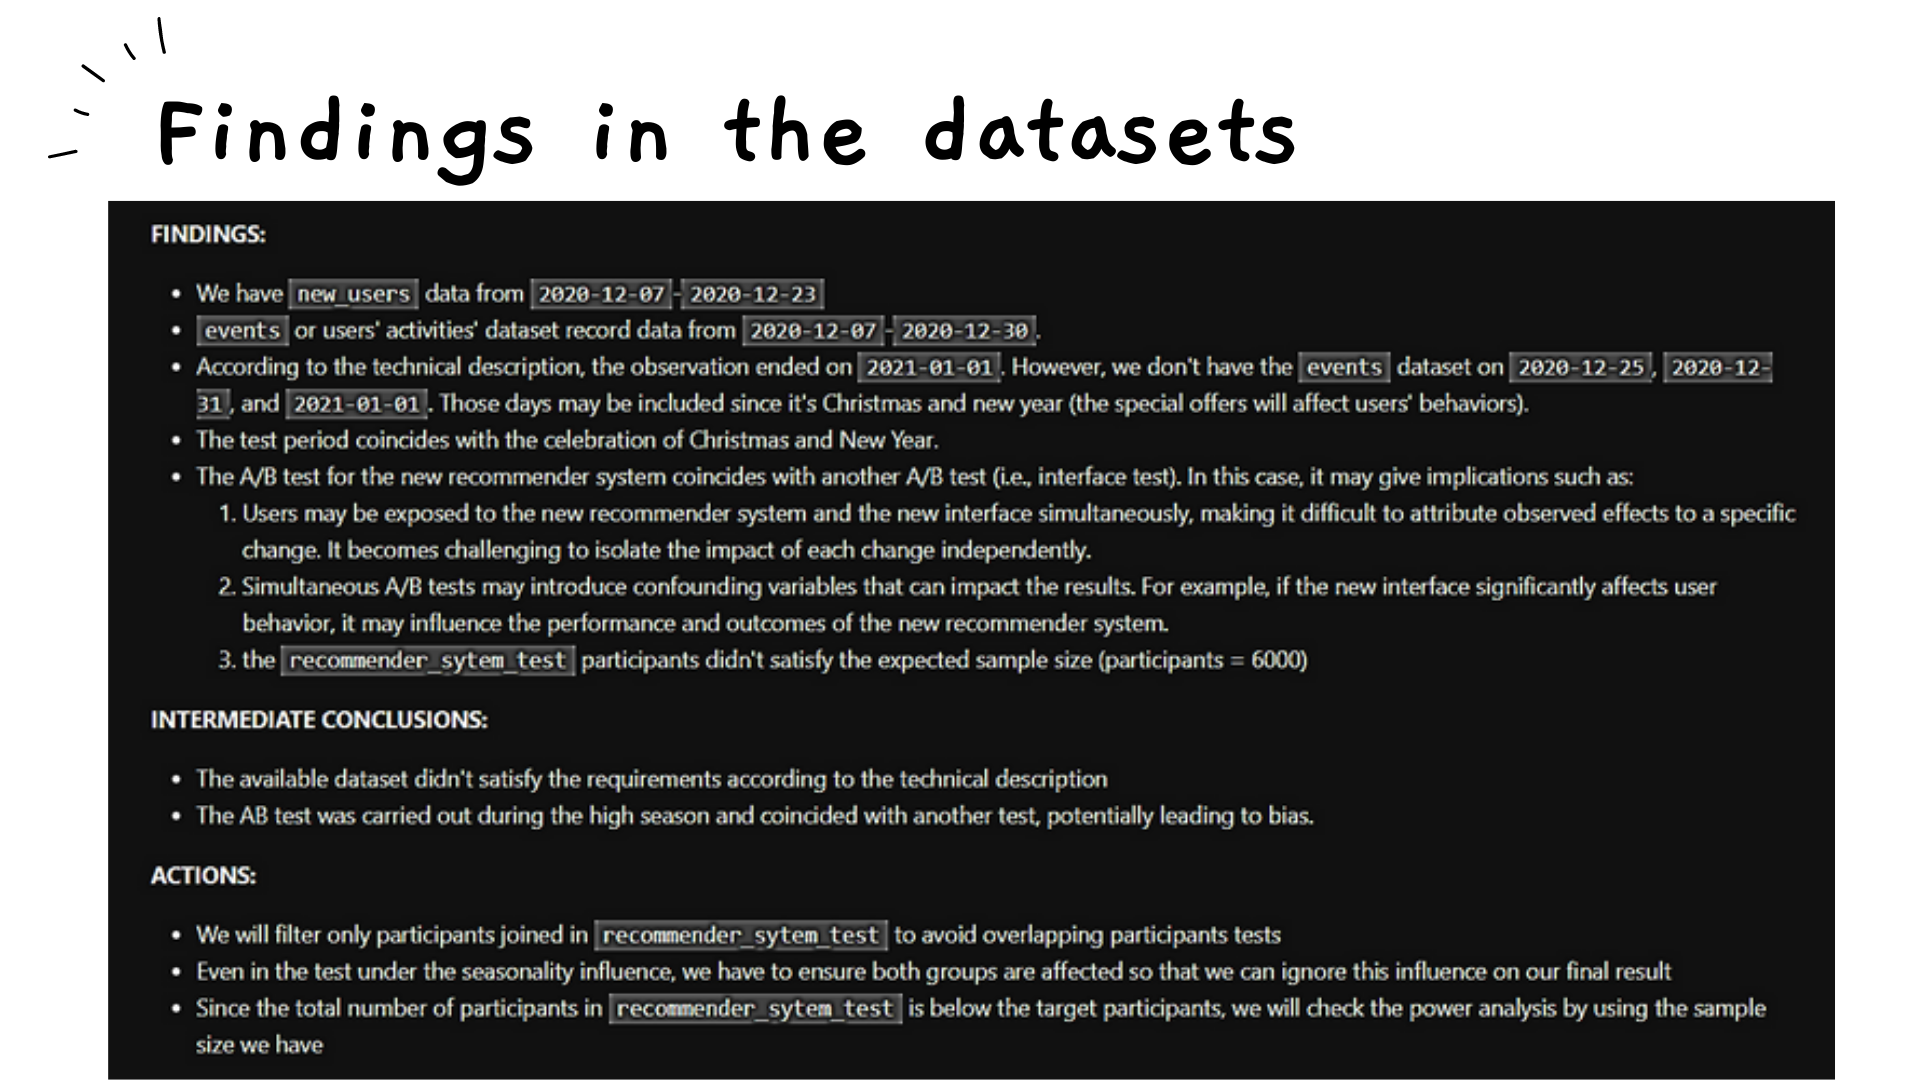 Findings in the datasets
FINDINGS:
• We have new_users data from 2020-12-07 - 2020-12-23
• events or users' activities' dataset record data from 2020-12-07 - 2020-12-30.
• According to the technical description, the observation ended on 2021-01-01. However, we don't have the events dataset on 2020-12-25, 2020-12-
31, and 2021-01-01. Those days may be included since it's Christmas and new year (the special offers will affect users' behaviors).
• The test period coincides with the celebration of Christmas and New Year.
• The A/B test for the new recommender system coincides with another A/B test (i.e., interface test). In this case, it may give implications such as:
1. Users may be exposed to the new recommender system and the new interface simultaneously, making it difficult to attribute observed effects to a specific
change. It becomes challenging to isolate the impact of each change independently.
2. Simultaneous A/B tests may introduce confounding variables that can impact the results. For example, if the new interface significantly affects user
behavior, it may influence the performance and outcomes of the new recommender system.
3. the recommender_sytem_test participants didn't satisfy the expected sample size (participants = 6000)
INTERMEDIATE CONCLUSIONS:
• The available dataset didn't satisfy the requirements according to the technical description
• The AB test was carried out during the high season and coincided with another test, potentially leading to bias.
ACTIONS:
• We will filter only participants joined in recommender_sytem_test to avoid overlapping participants tests
• Even in the test under the seasonality influence, we have to ensure both groups are affected so that we can ignore this influence on our final result
• Since the total number of participants in recommender_sytem_test is below the target participants, we will check the power analysis by using the sample
size we have